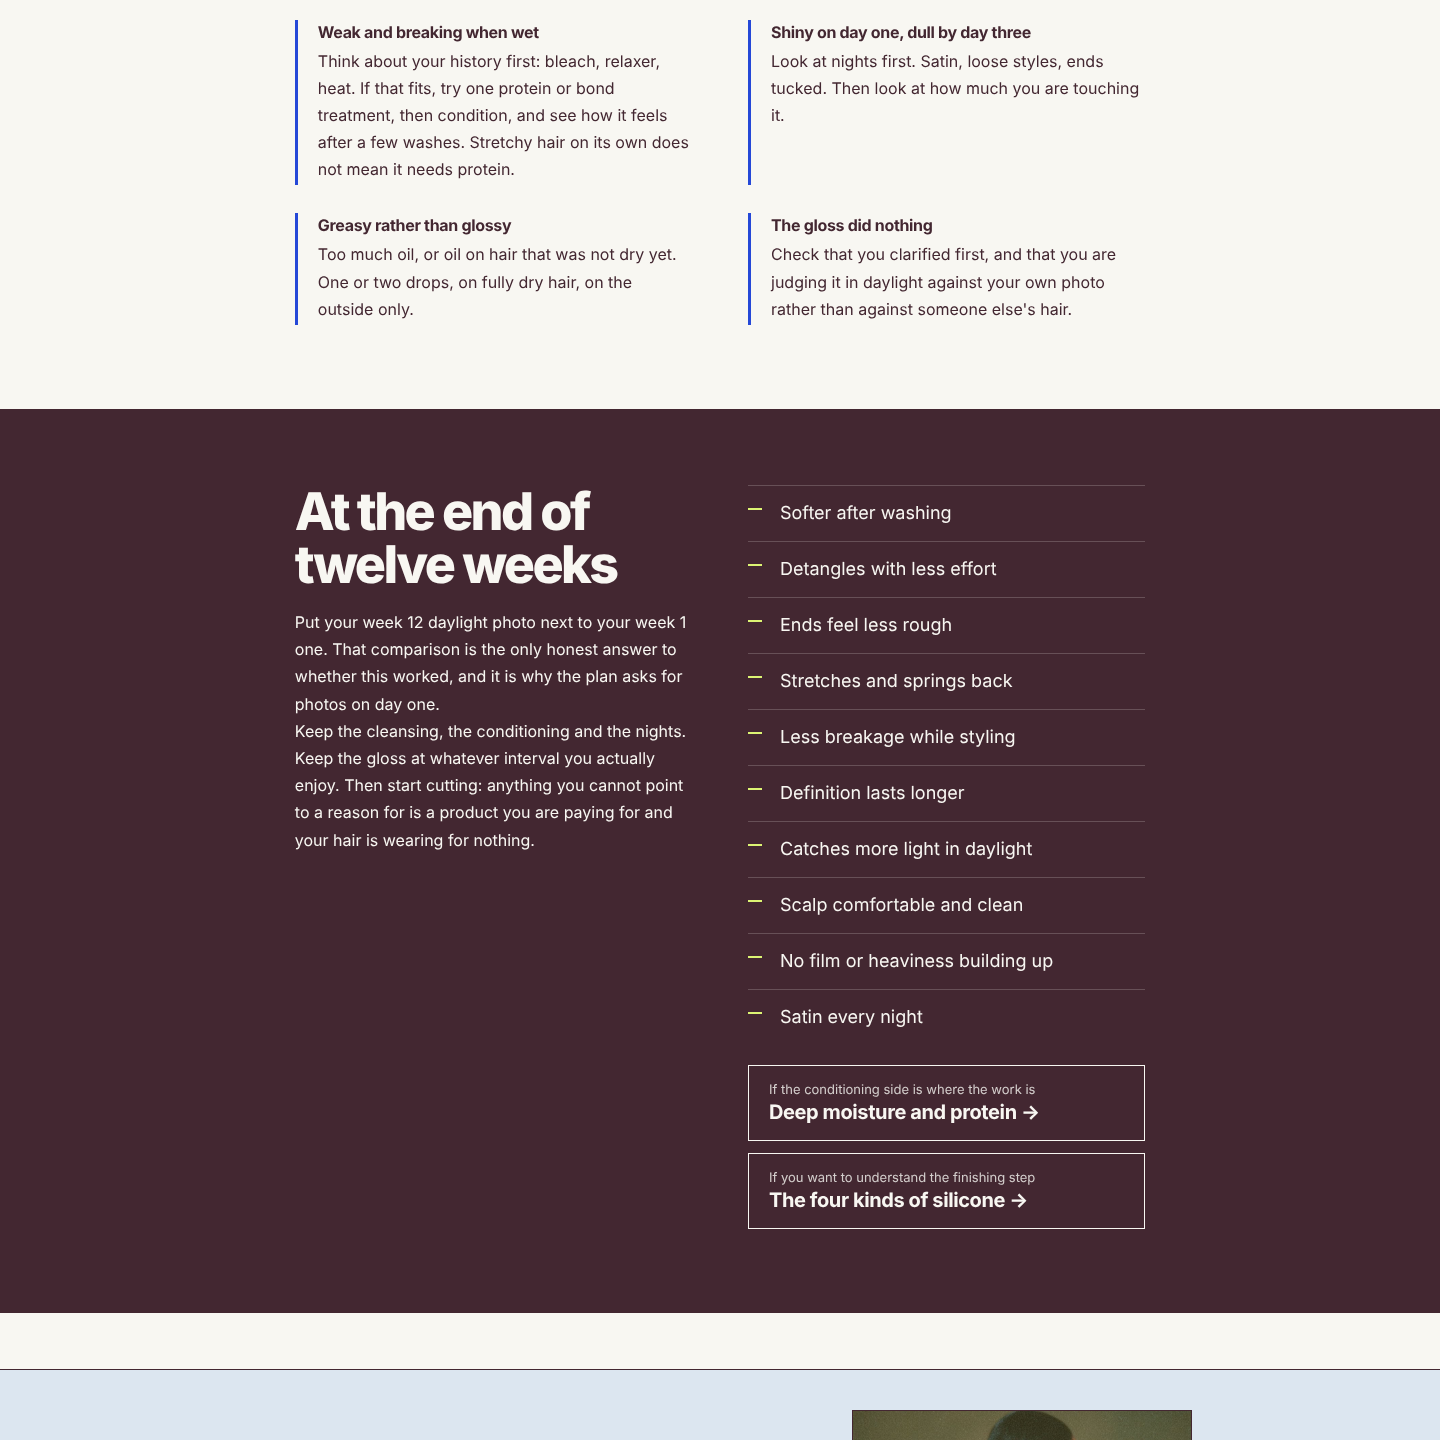 Weak and breaking when wet
Think about your history first: bleach, relaxer,
heat. If that fits, try one protein or bond
treatment, then condition, and see how it feels
after a few washes. Stretchy hair on its own does
not mean it needs protein.
Shiny on day one, dull by day three
Look at nights first. Satin, loose styles, ends
tucked. Then look at how much you are touching
it.
Greasy rather than glossy
Too much oil, or oil on hair that was not dry yet.
One or two drops, on fully dry hair, on the
outside only.
The gloss did nothing
Check that you clarified first, and that you are
judging it in daylight against your own photo
rather than against someone else's hair.
At the end of
twelve weeks
Put your week 12 daylight photo next to your week 1
one. That comparison is the only honest answer to
whether this worked, and it is why the plan asks for
photos on day one.
Keep the cleansing, the conditioning and the nights.
Keep the gloss at whatever interval you actually
enjoy. Then start cutting: anything you cannot point
to a reason for is a product you are paying for and
your hair is wearing for nothing.
Softer after washing
Detangles with less effort
Ends feel less rough
Stretches and springs back
Less breakage while styling
Definition lasts longer
Catches more light in daylight
Scalp comfortable and clean
No film or heaviness building up
Satin every night
If the conditioning side is where the work is
Deep moisture and protein →
If you want to understand the finishing step
The four kinds of silicone →